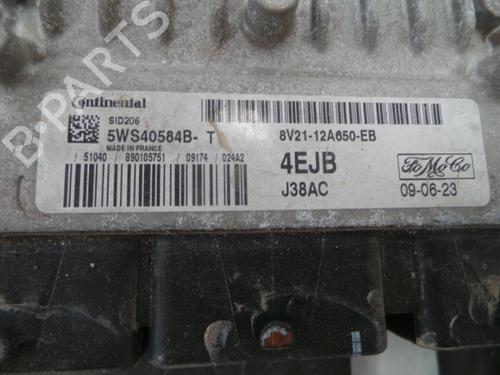 B-PARTS
Continental
SID206
5WS40584B- T
MADE IN FRANCE
8V21-12A650-EB
/ 51040 / 890105751 / 09174 / 024A2
4EJB
FoMoCo
J38AC
09-06-23